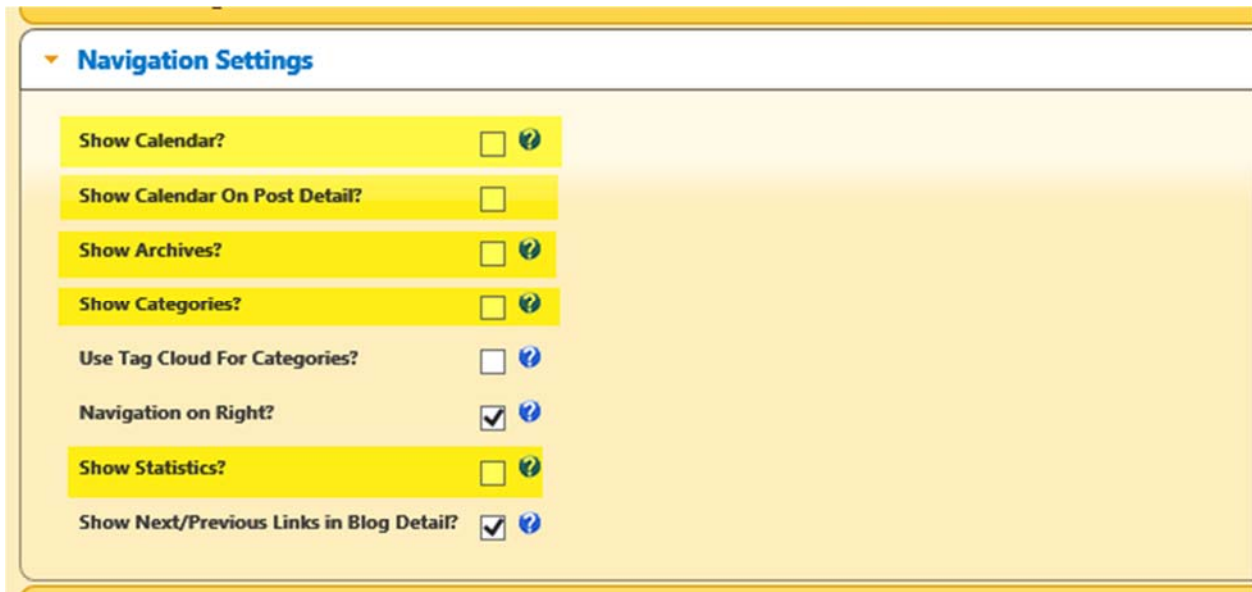 Navigation Settings
Show Calendar?
Show Calendar On Post Detail?
Show Archives?
Show Categories?
Use Tag Cloud For Categories?
Navigation on Right?
Show Statistics?
Show Next/Previous Links in Blog Detail?